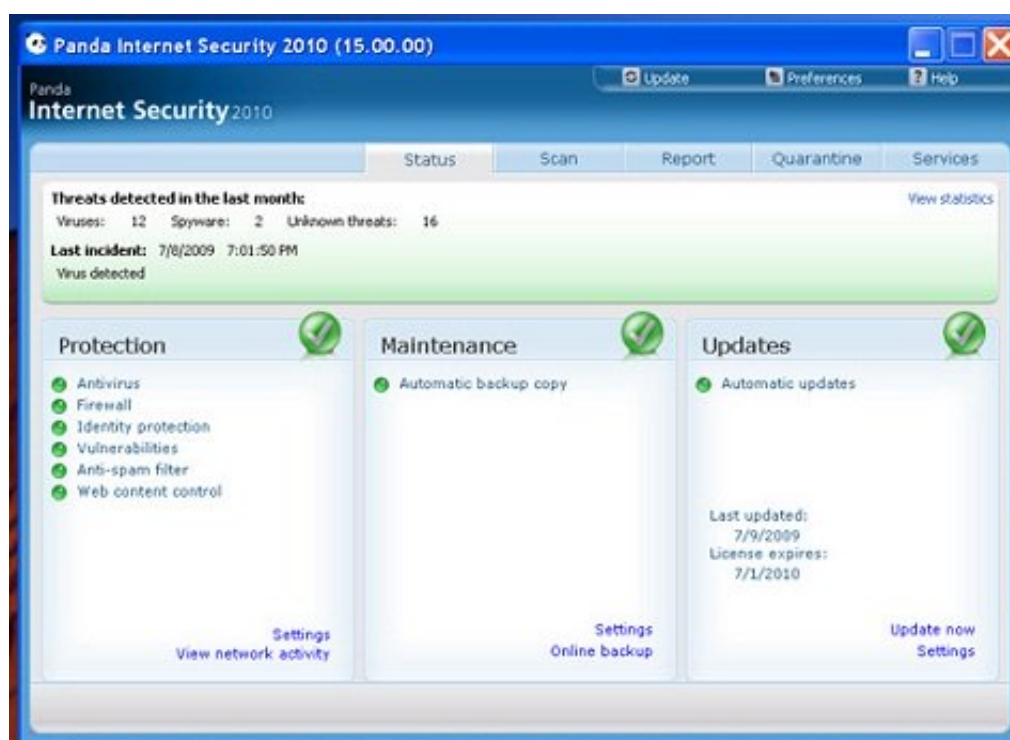 Panda Internet Security 2010 (15.00.00)
Update Preferences Help
Panda
Internet Security 2010
Status Scan Report Quarantine Services
Threats detected in the last month: View statistics
Viruses: 12 Spyware: 2 Unknown threats: 16
Last incident: 7/8/2009 7:01:50 PM
Virus detected
Protection
Antivirus
Firewall
Identity protection
Vulnerabilities
Anti-spam filter
Web content control
Settings
View network activity
Maintenance
Automatic backup copy
Settings
Online backup
Updates
Automatic updates
Last updated:
7/9/2009
License expires:
7/1/2010
Update now
Settings